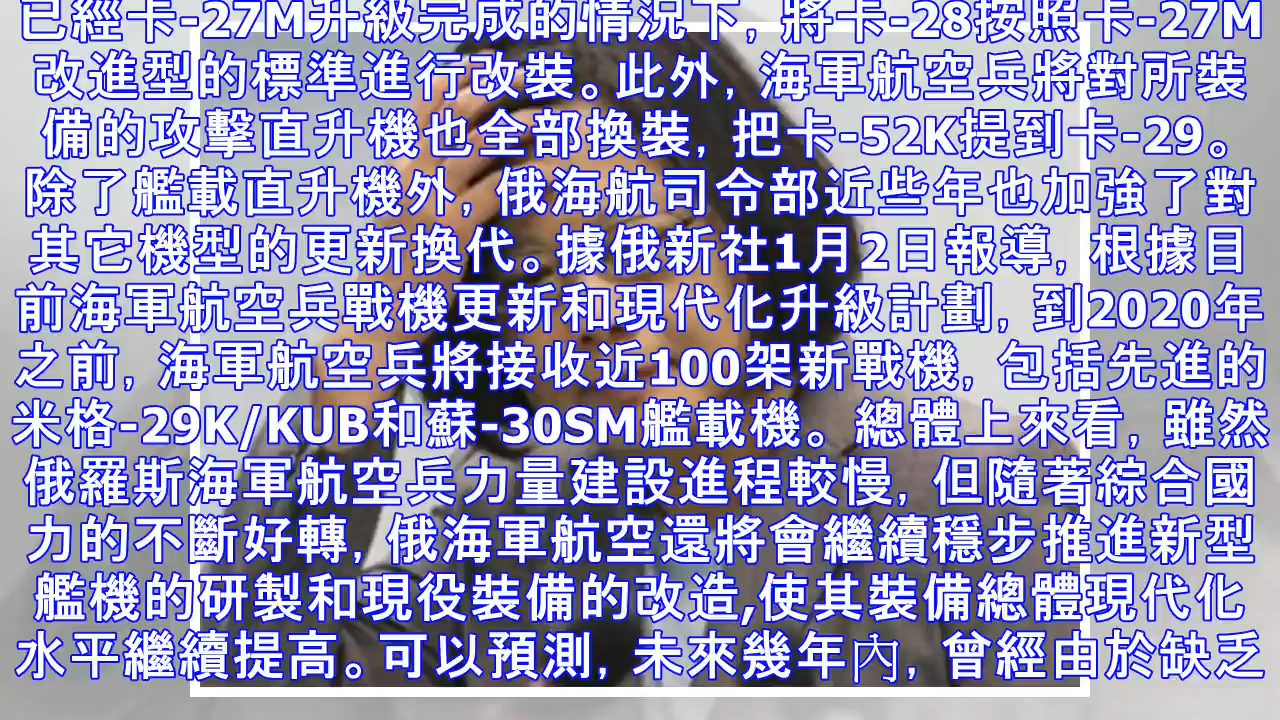 已經卡-27M升級完成的情況下, 將卡-28按照卡-27M
改進型的標準進行改裝。此外, 海軍航空兵將對所裝
備的攻擊直升機也全部換裝, 把卡-52K提到卡-29。
除了艦載直升機外, 俄海航司令部近些年也加強了對
其它機型的更新換代。據俄新社1月2日報導, 根據目
前海軍航空兵戰機更新和現代化升級計劃, 到2020年
之前, 海軍航空兵將接收近100架新戰機, 包括先進的
米格-29K/KUB和蘇-30SM艦載機。總體上來看, 雖然
俄羅斯海軍航空兵力量建設進程較慢, 但隨著綜合國
力的不斷好轉, 俄海軍航空還將會繼續穩步推進新型
艦機的研製和現役裝備的改造,使其裝備總體現代化
水平繼續提高。可以預測, 未來幾年內, 曾經由於缺乏